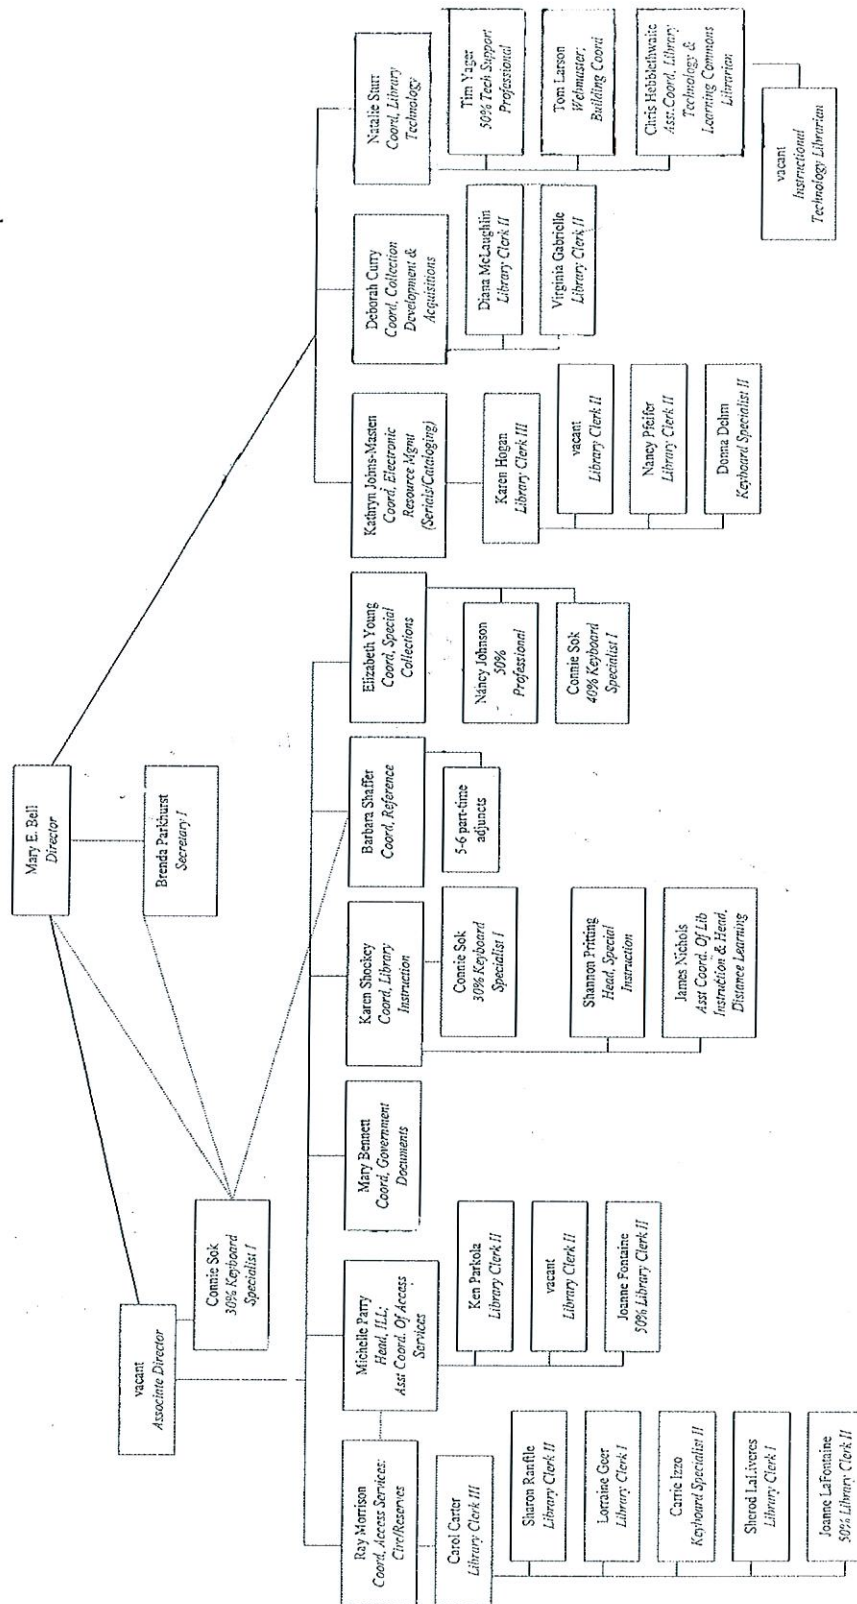 Mary E. Bell
Director
Brenda Parkhurst
Secretary I
vacant
Associate Director
Connie Sok
30% Keyboard
Specialist I
Ray Morrison
Coord, Access Services:
Circ/Reserves
Carol Carter
Library Clerk III
Sharon Ranfile
Library Clerk II
Lorraine Geer
Library Clerk I
Carrie Izzo
Keyboard Specialist II
Sherod LaLiveres
Library Clerk I
Joanne LaFontaine
50% Library Clerk II
Michelle Parry
Head, ILL;
Asst Coord. Of Access
Services
Ken Parkola
Library Clerk II
vacant
Library Clerk II
Joanne Fontaine
50% Library Clerk II
Mary Bennett
Coord, Government
Documents
Karen Shockey
Coord, Library
Instruction
Connie Sok
30% Keyboard
Specialist I
Shannon Pritting
Head, Special
Instruction
James Nichols
Asst Coord. Of Lib
Instruction & Head,
Distance Learning
Barbara Shaffer
Coord, Reference
5-6 part-time
adjuncts
Elizabeth Young
Coord, Special
Collections
Nancy Johnson
50%
Professional
Connie Sok
40% Keyboard
Specialist I
Kathryn Johns-Masten
Coord, Electronic
Resource Mgmt
(Serials/Cataloging)
Karen Hogan
Library Clerk III
vacant
Library Clerk II
Nancy Pfeifer
Library Clerk II
Donna Dohm
Keyboard Specialist II
Deborah Curry
Coord, Collection
Development &
Acquisitions
Diana McLaughlin
Library Clerk II
Virginia Gabrielle
Library Clerk II
Natalie Sturr
Coord, Library
Technology
Tim Yager
50% Tech Support
Professional
Tom Larson
Webmaster;
Building Coord
Chris Hebblethwaite
Asst.Coord, Library
Technology &
Learning Commons
Librarian
vacant
Instructional
Technology Librarian